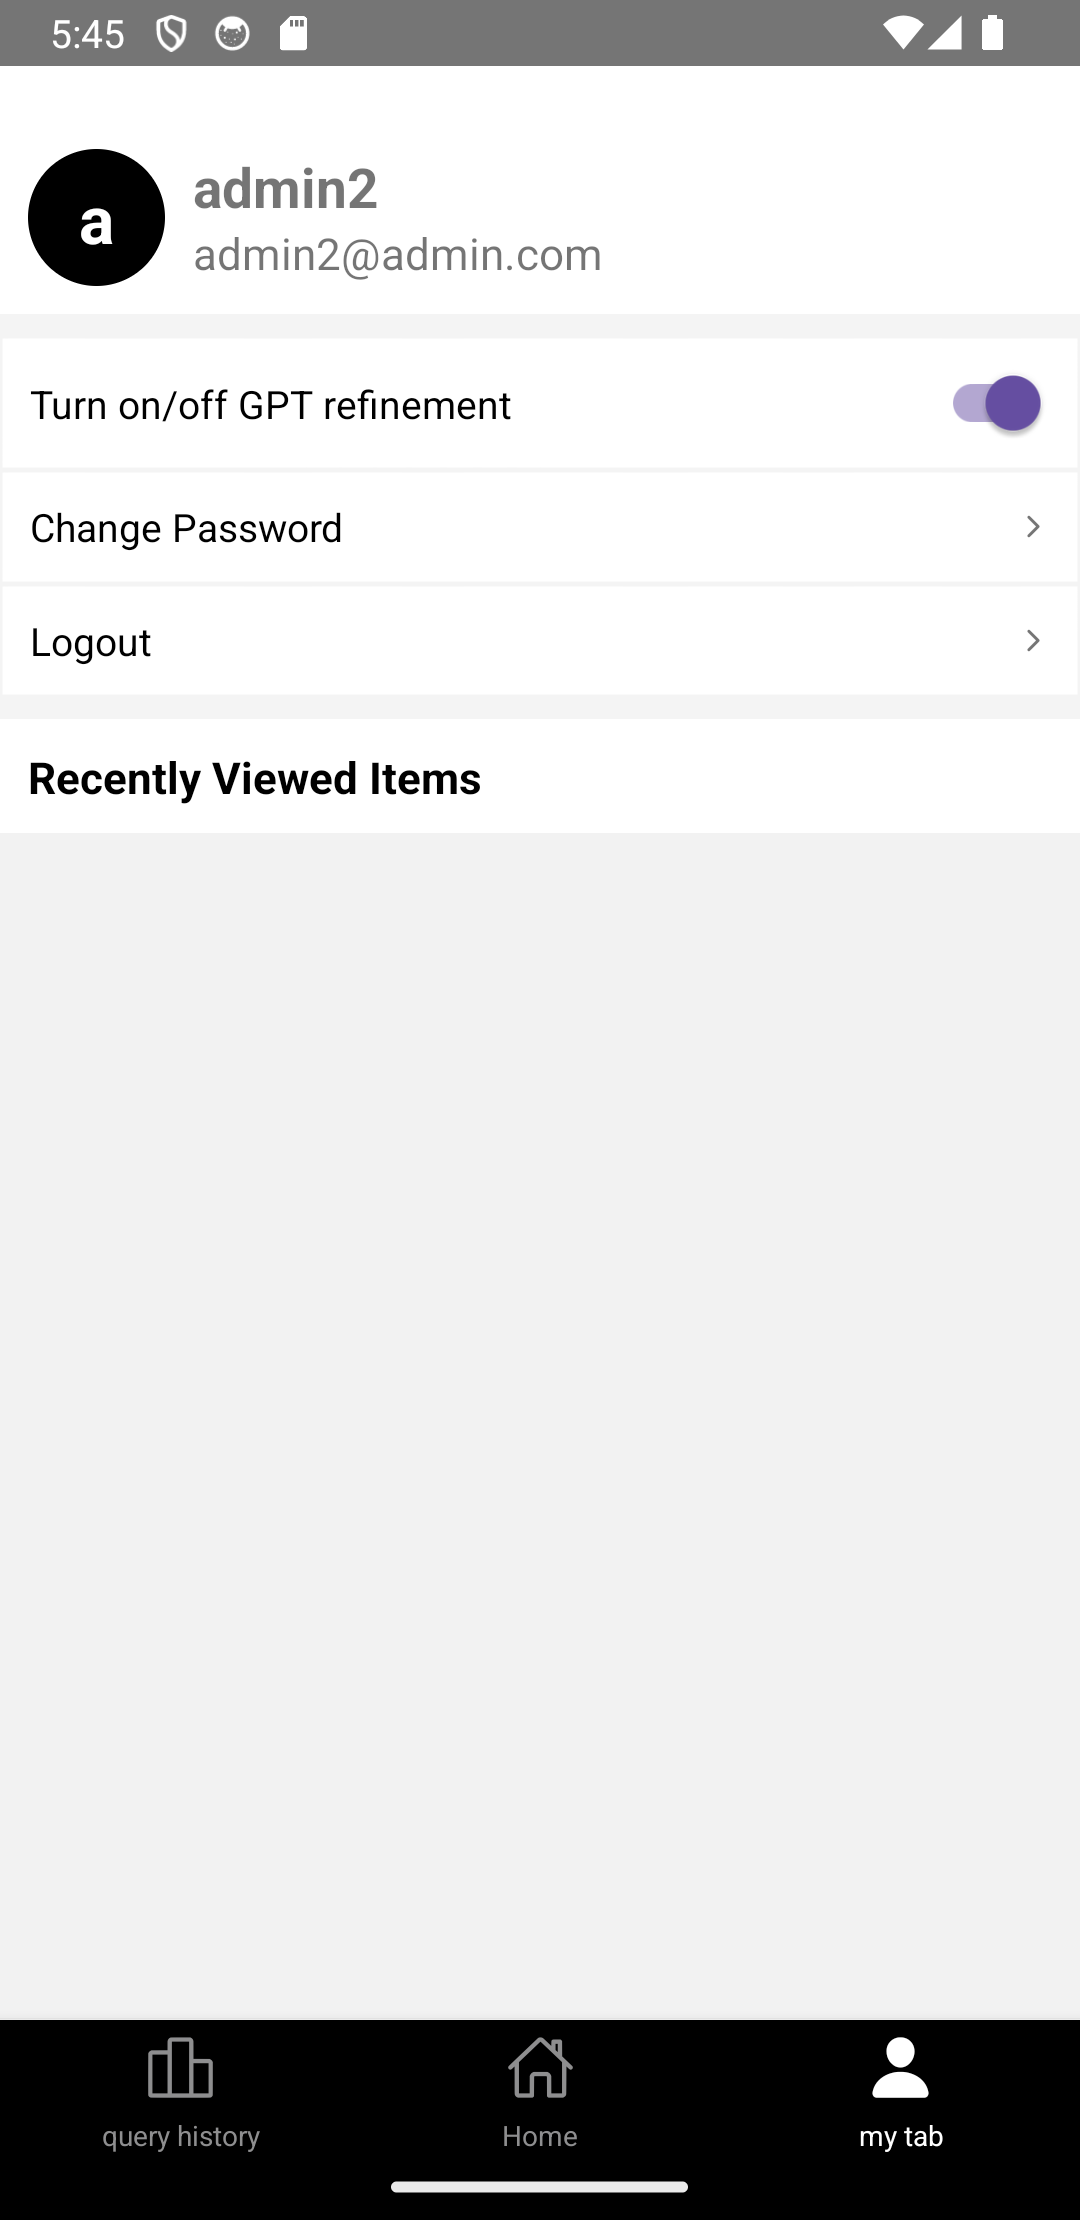 5:45
a
admin2
admin2@admin.com
Turn on/off GPT refinement
Change Password
Logout
Recently Viewed Items
query history
Home
my tab